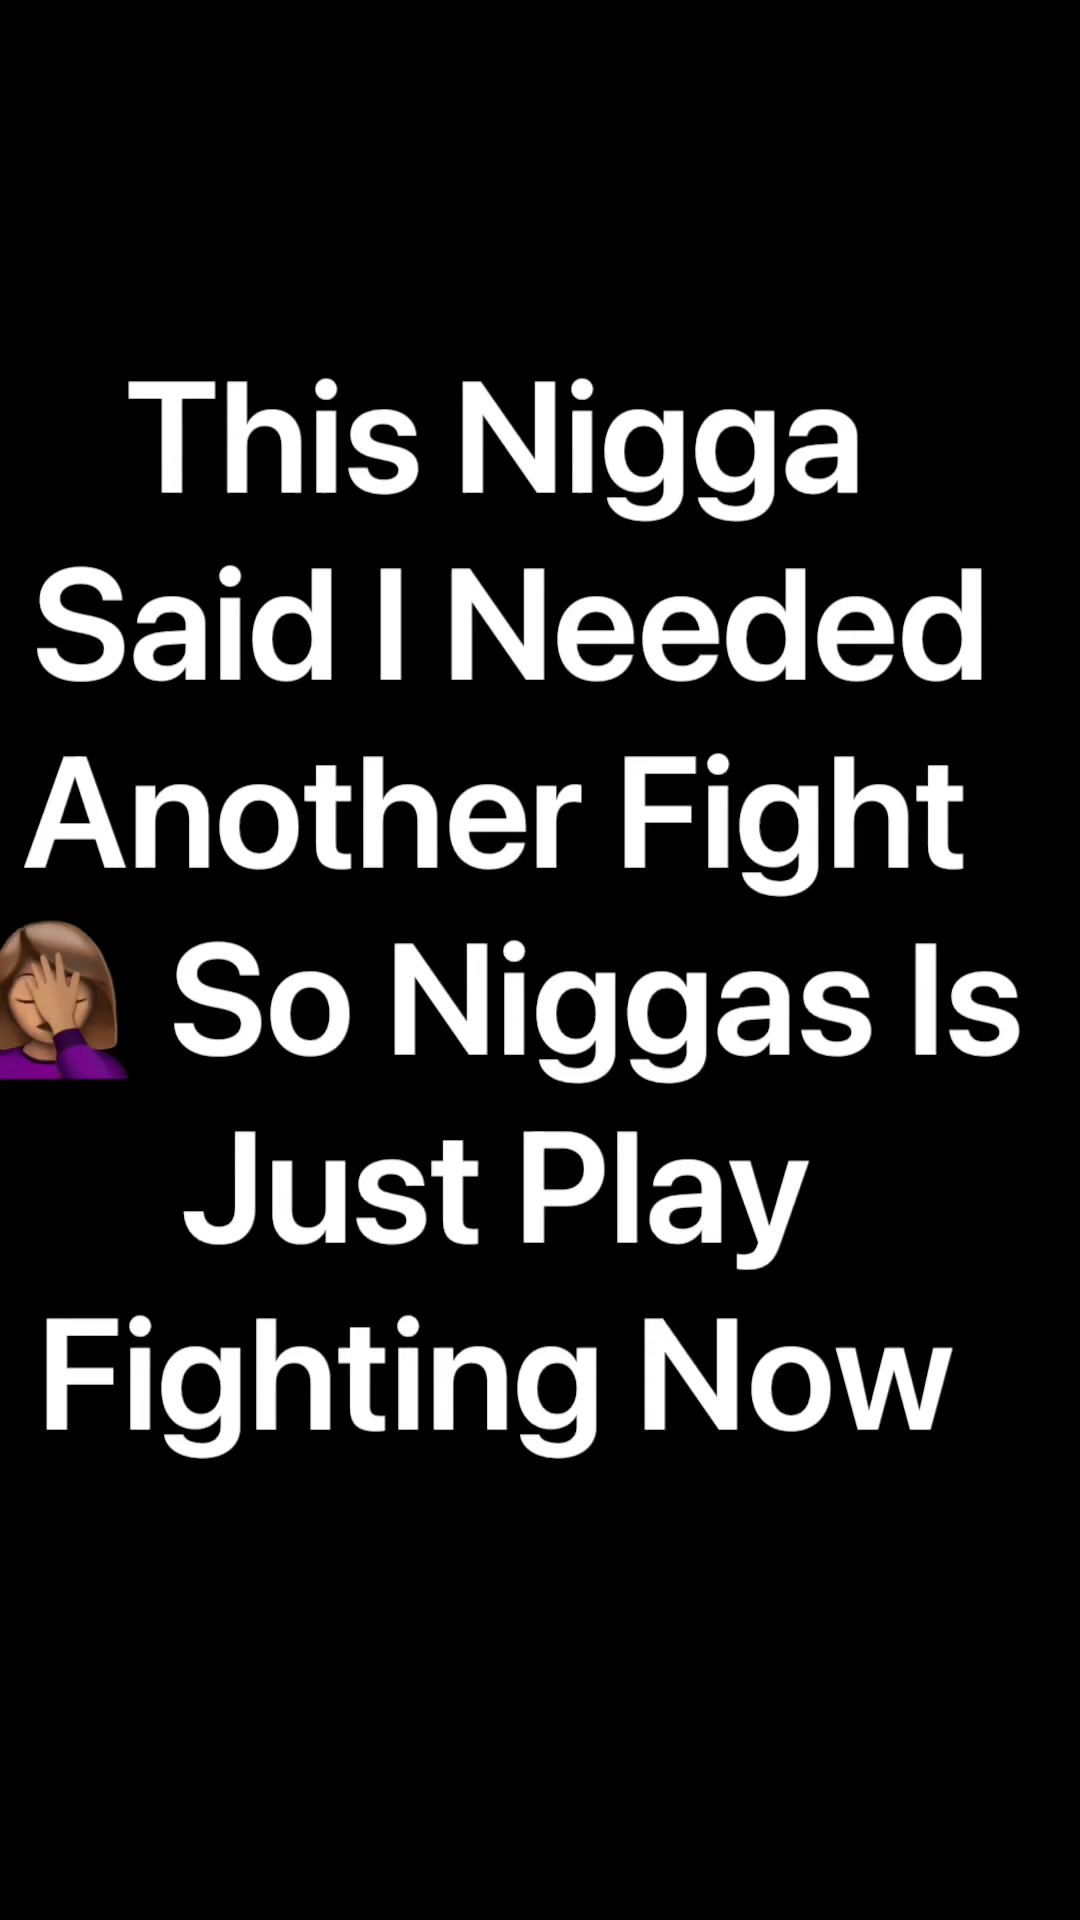 This Nigga
Said I Needed
Another Fight
🤦🏽‍♀️ So Niggas Is
Just Play
Fighting Now